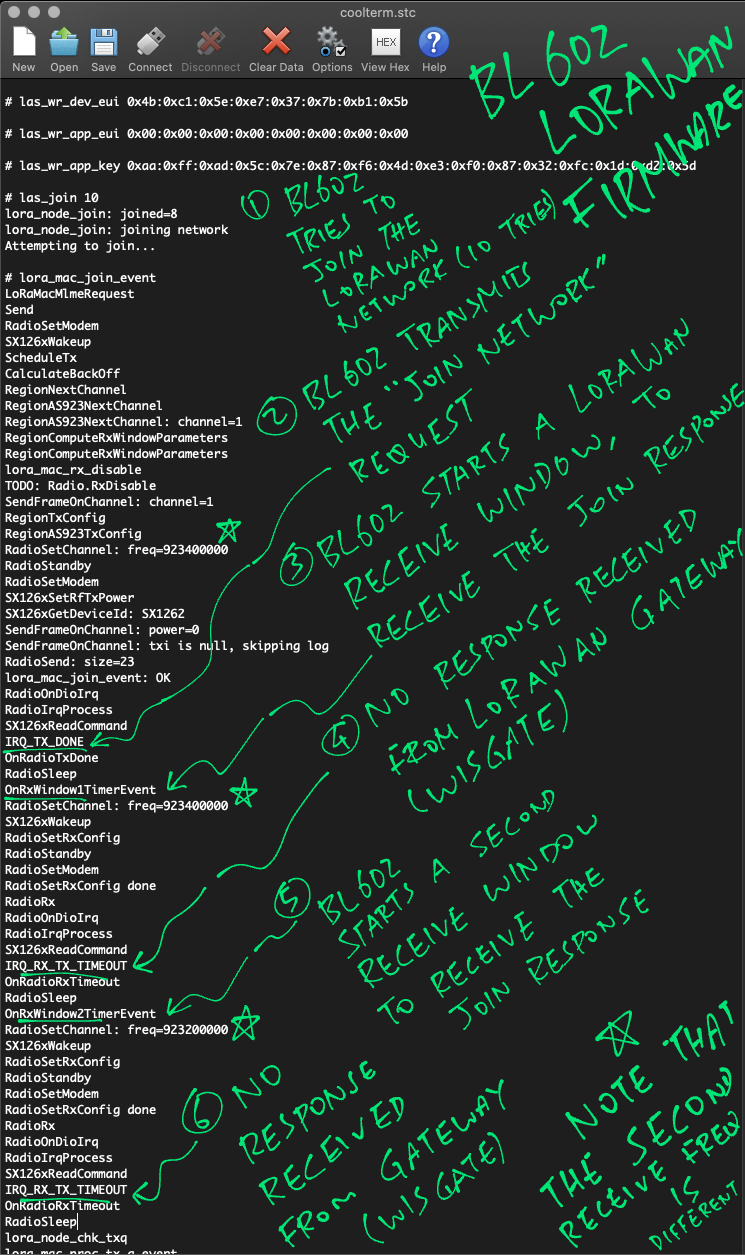 coolterm.stc
New Open Save Connect Disconnect Clear Data Options HEX View Hex ? Help
BL602
LORAWAN
FIRMWARE
# las_wr_dev_eui 0x4b:0xc1:0x5e:0xe7:0x37:0x7b:0xb1:0x5b
# las_wr_app_eui 0x00:0x00:0x00:0x00:0x00:0x00:0x00:0x00
# las_wr_app_key 0xaa:0xff:0xad:0x5c:0x7e:0x87:0xf6:0x4d:0xe3:0xf0:0x87:0x32:0xfc:0x1d:0xd2:0x5d
# las_join 10
lora_node_join: joined=8
lora_node_join: joining network
Attempting to join...
# lora_mac_join_event
LoRaMacMlmeRequest
Send
RadioSetModem
SX126xWakeup
ScheduleTx
CalculateBackOff
RegionNextChannel
RegionAS923NextChannel
RegionAS923NextChannel: channel=1
RegionComputeRxWindowParameters
RegionComputeRxWindowParameters
lora_mac_rx_disable
TODO: Radio.RxDisable
SendFrameOnChannel: channel=1
RegionTxConfig
RegionAS923TxConfig
RadioSetChannel: freq=923400000
RadioStandby
RadioSetModem
SX126xSetRfTxPower
SX126xGetDeviceId: SX1262
SendFrameOnChannel: power=0
SendFrameOnChannel: txi is null, skipping log
RadioSend: size=23
lora_mac_join_event: OK
RadioOnDioIrq
RadioIrqProcess
SX126xReadCommand
IRQ_TX_DONE
OnRadioTxDone
RadioSleep
OnRxWindow1TimerEvent
RadioSetChannel: freq=923400000
SX126xWakeup
RadioSetRxConfig
RadioStandby
RadioSetModem
RadioSetRxConfig done
RadioRx
RadioOnDioIrq
RadioIrqProcess
SX126xReadCommand
IRQ_RX_TX_TIMEOUT
OnRadioRxTimeout
RadioSleep
OnRxWindow2TimerEvent
RadioSetChannel: freq=923200000
SX126xWakeup
RadioSetRxConfig
RadioStandby
RadioSetModem
RadioSetRxConfig done
RadioRx
RadioOnDioIrq
RadioIrqProcess
SX126xReadCommand
IRQ_RX_TX_TIMEOUT
OnRadioRxTimeout
RadioSleep
lora_node_chk_txq
lora_mac_proc_tx_q_event
1 BL602
TRIES TO
JOIN THE
LORAWAN
NETWORK (10 TRIES)
2 BL602 TRANSMITS
THE "JOIN NETWORK"
REQUEST
3 BL602 STARTS A LORAWAN
RECEIVE WINDOW, TO
RECEIVE THE JOIN RESPONSE
4 NO RESPONSE RECEIVED
FROM LORAWAN GATEWAY
(WISGATE)
5 BL602
STARTS A SECOND
RECEIVE WINDOW
TO RECEIVE THE
JOIN RESPONSE
6 NO
RESPONSE
RECEIVED
FROM GATEWAY
(WISGATE)
NOTE THAT
THE SECOND
RECEIVE FREQ
IS
DIFFERENT